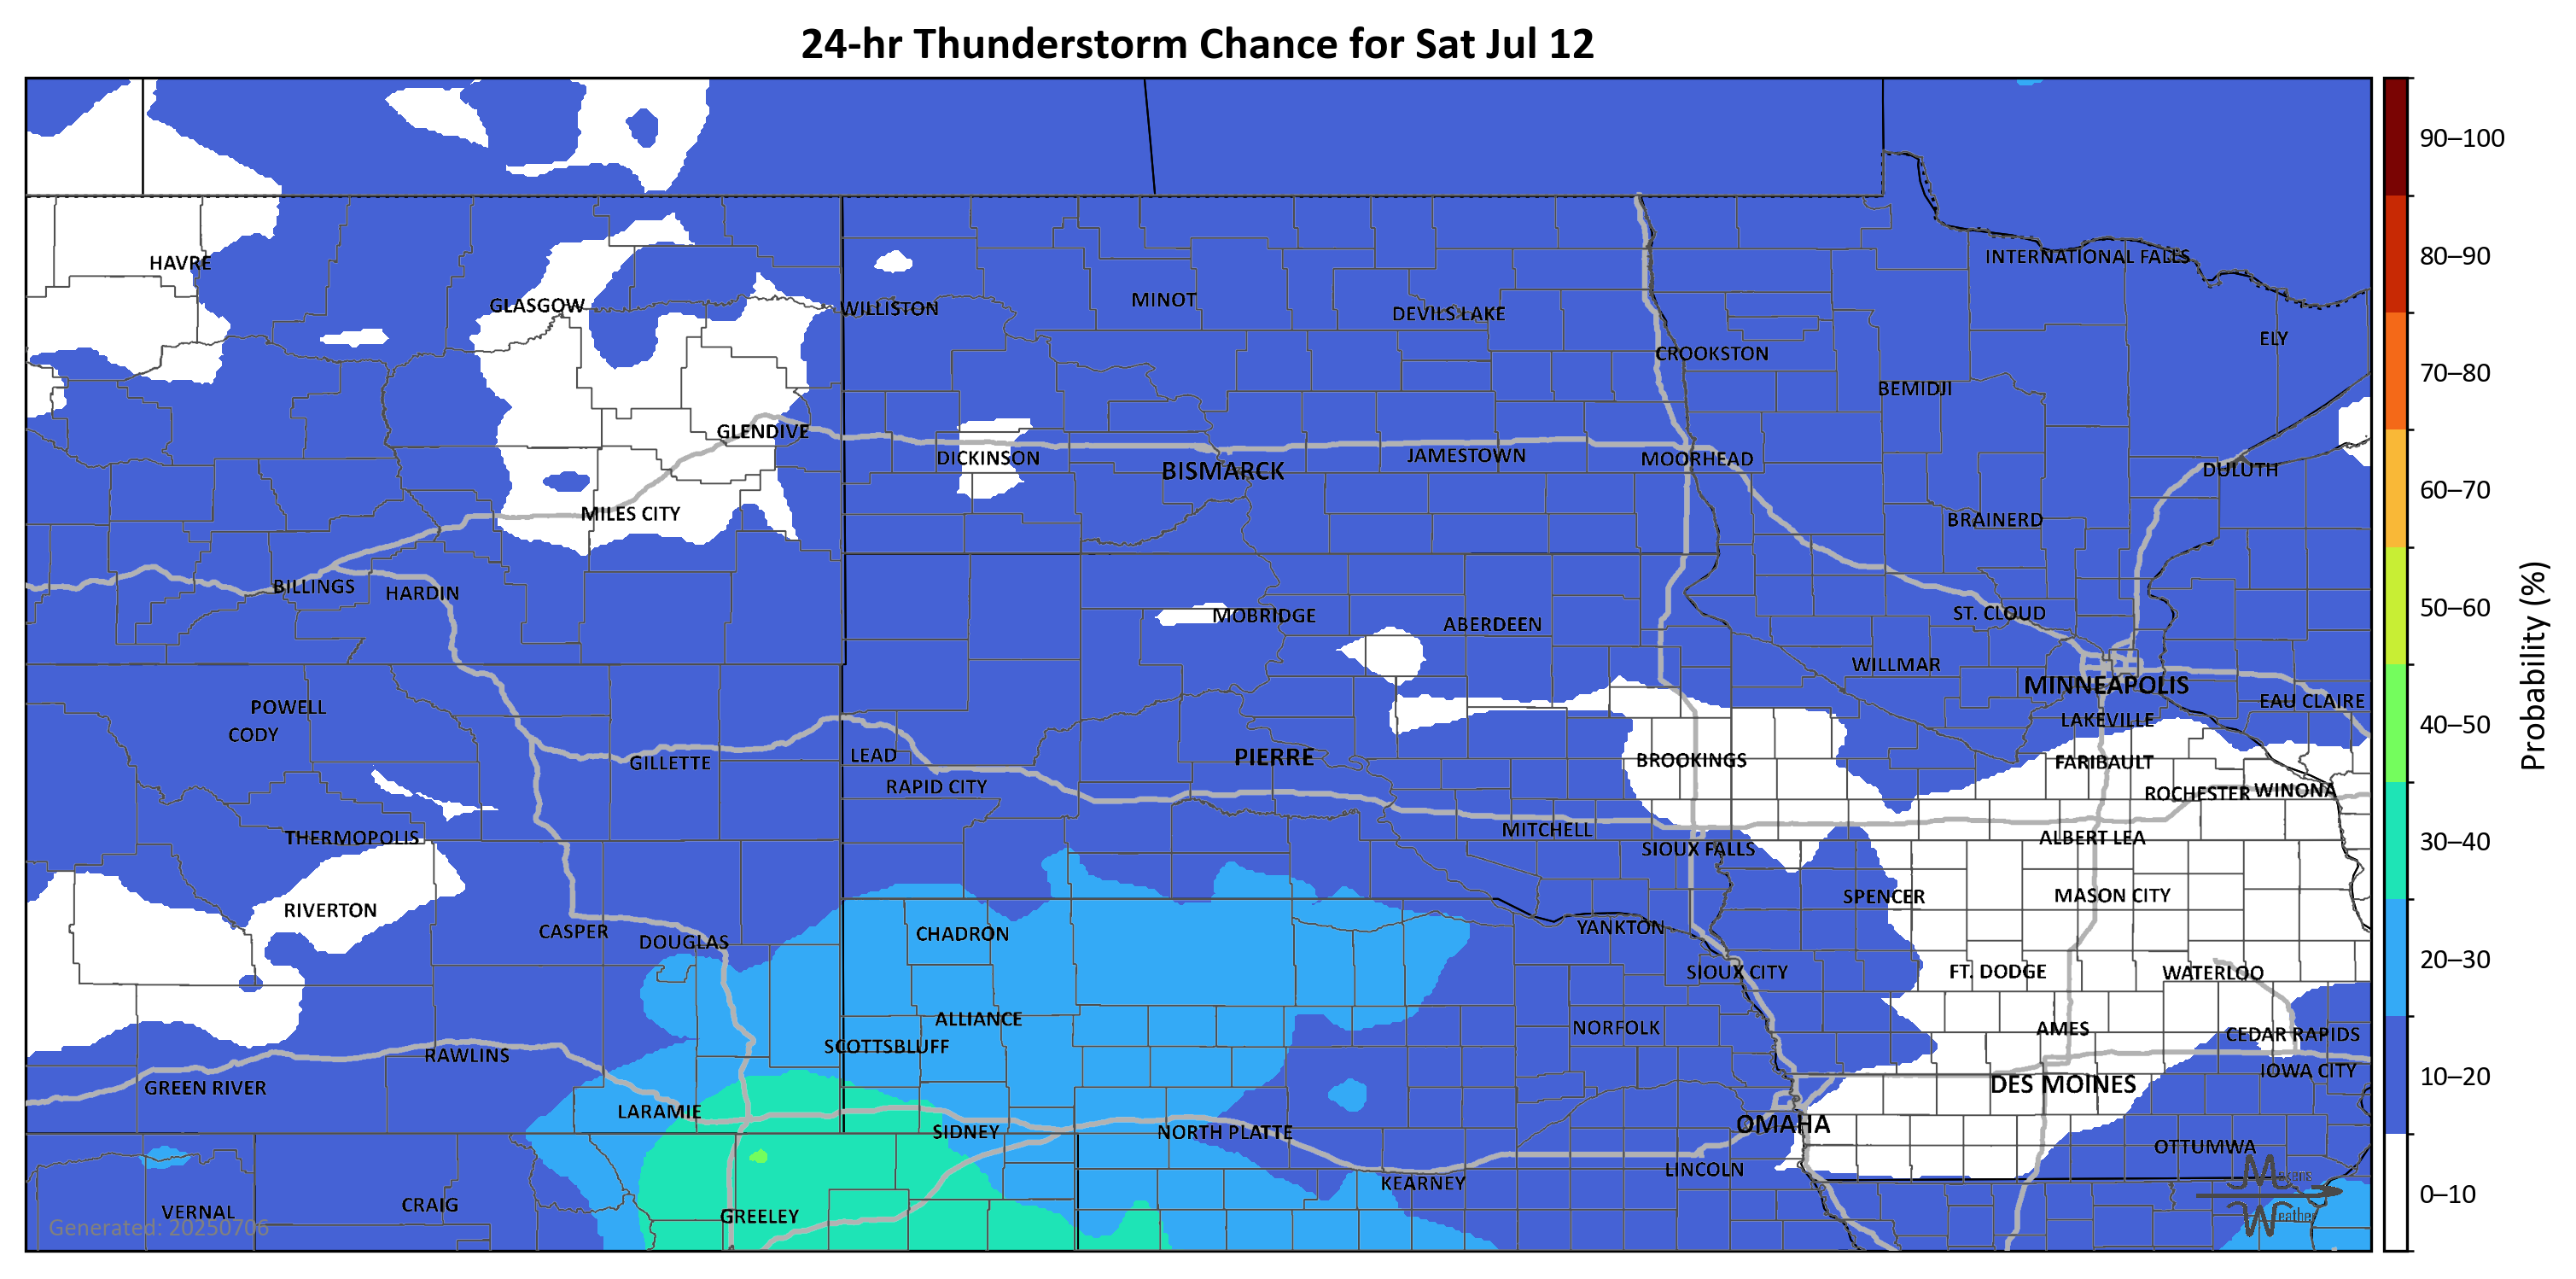 24-hr Thunderstorm Chance for Sat Jul 12
90–100
80–90
70–80
60–70
50–60
40–50
30–40
20–30
10–20
0–10
Probability (%)
HAVRE
INTERNATIONAL FALLS
GLASGOW
WILLISTON
MINOT
DEVILS LAKE
ELY
CROOKSTON
BEMIDJI
GLENDIVE
DICKINSON
BISMARCK
JAMESTOWN
MOORHEAD
DULUTH
MILES CITY
BRAINERD
BILLINGS
HARDIN
MOBRIDGE
ABERDEEN
ST. CLOUD
WILLMAR
MINNEAPOLIS
POWELL
EAU CLAIRE
CODY
LAKEVILLE
GILLETTE
LEAD
PIERRE
BROOKINGS
FARIBAULT
RAPID CITY
ROCHESTER
WINONA
THERMOPOLIS
MITCHELL
ALBERT LEA
SIOUX FALLS
RIVERTON
SPENCER
MASON CITY
CASPER
DOUGLAS
CHADRON
YANKTON
SIOUX CITY
FT. DODGE
WATERLOO
ALLIANCE
NORFOLK
AMES
CEDAR RAPIDS
SCOTTSBLUFF
RAWLINS
GREEN RIVER
DES MOINES
IOWA CITY
LARAMIE
SIDNEY
NORTH PLATTE
OMAHA
OTTUMWA
LINCOLN
KEARNEY
VERNAL
CRAIG
GREELEY
Generated: 20250706
Makens
Weather